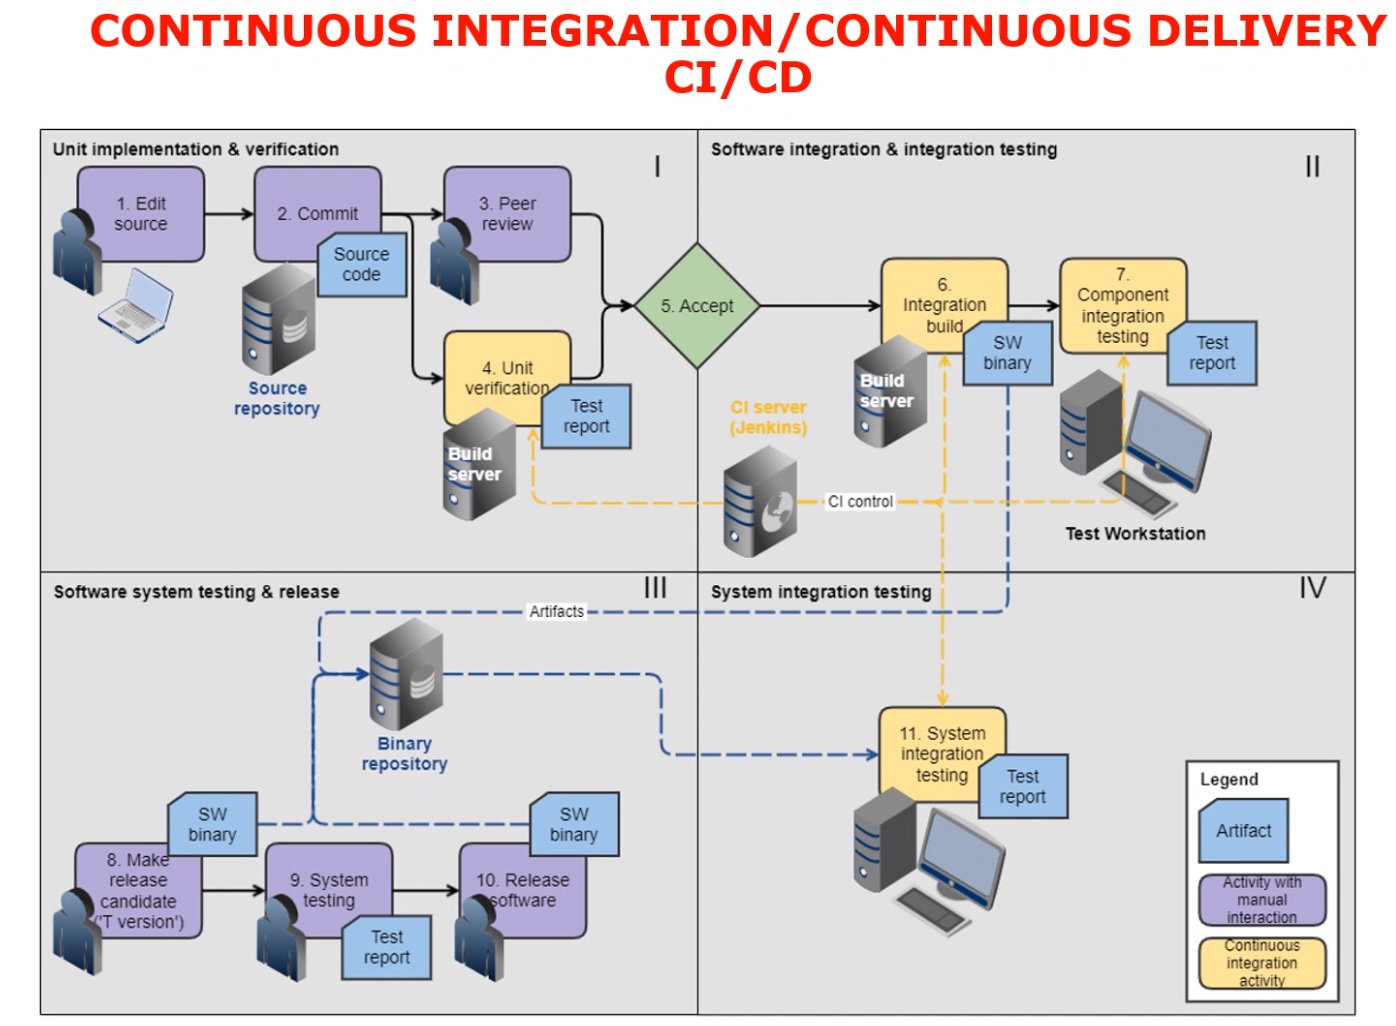 CONTINUOUS INTEGRATION/CONTINUOUS DELIVERY
CI/CD
Unit implementation & verification
I
1. Edit
source
2. Commit
Source
code
Source
repository
3. Peer
review
4. Unit
verification
Test
report
Build
server
5. Accept
Software integration & integration testing
II
6.
Integration
build
SW
binary
Build
server
7.
Component
integration
testing
Test
report
CI server
(Jenkins)
CI control
Test Workstation
Software system testing & release
III
Artifacts
Binary
repository
SW
binary
8. Make
release
candidate
('T version')
9. System
testing
Test
report
SW
binary
10. Release
software
System integration testing
IV
11. System
integration
testing
Test
report
Legend
Artifact
Activity with
manual
interaction
Continuous
integration
activity